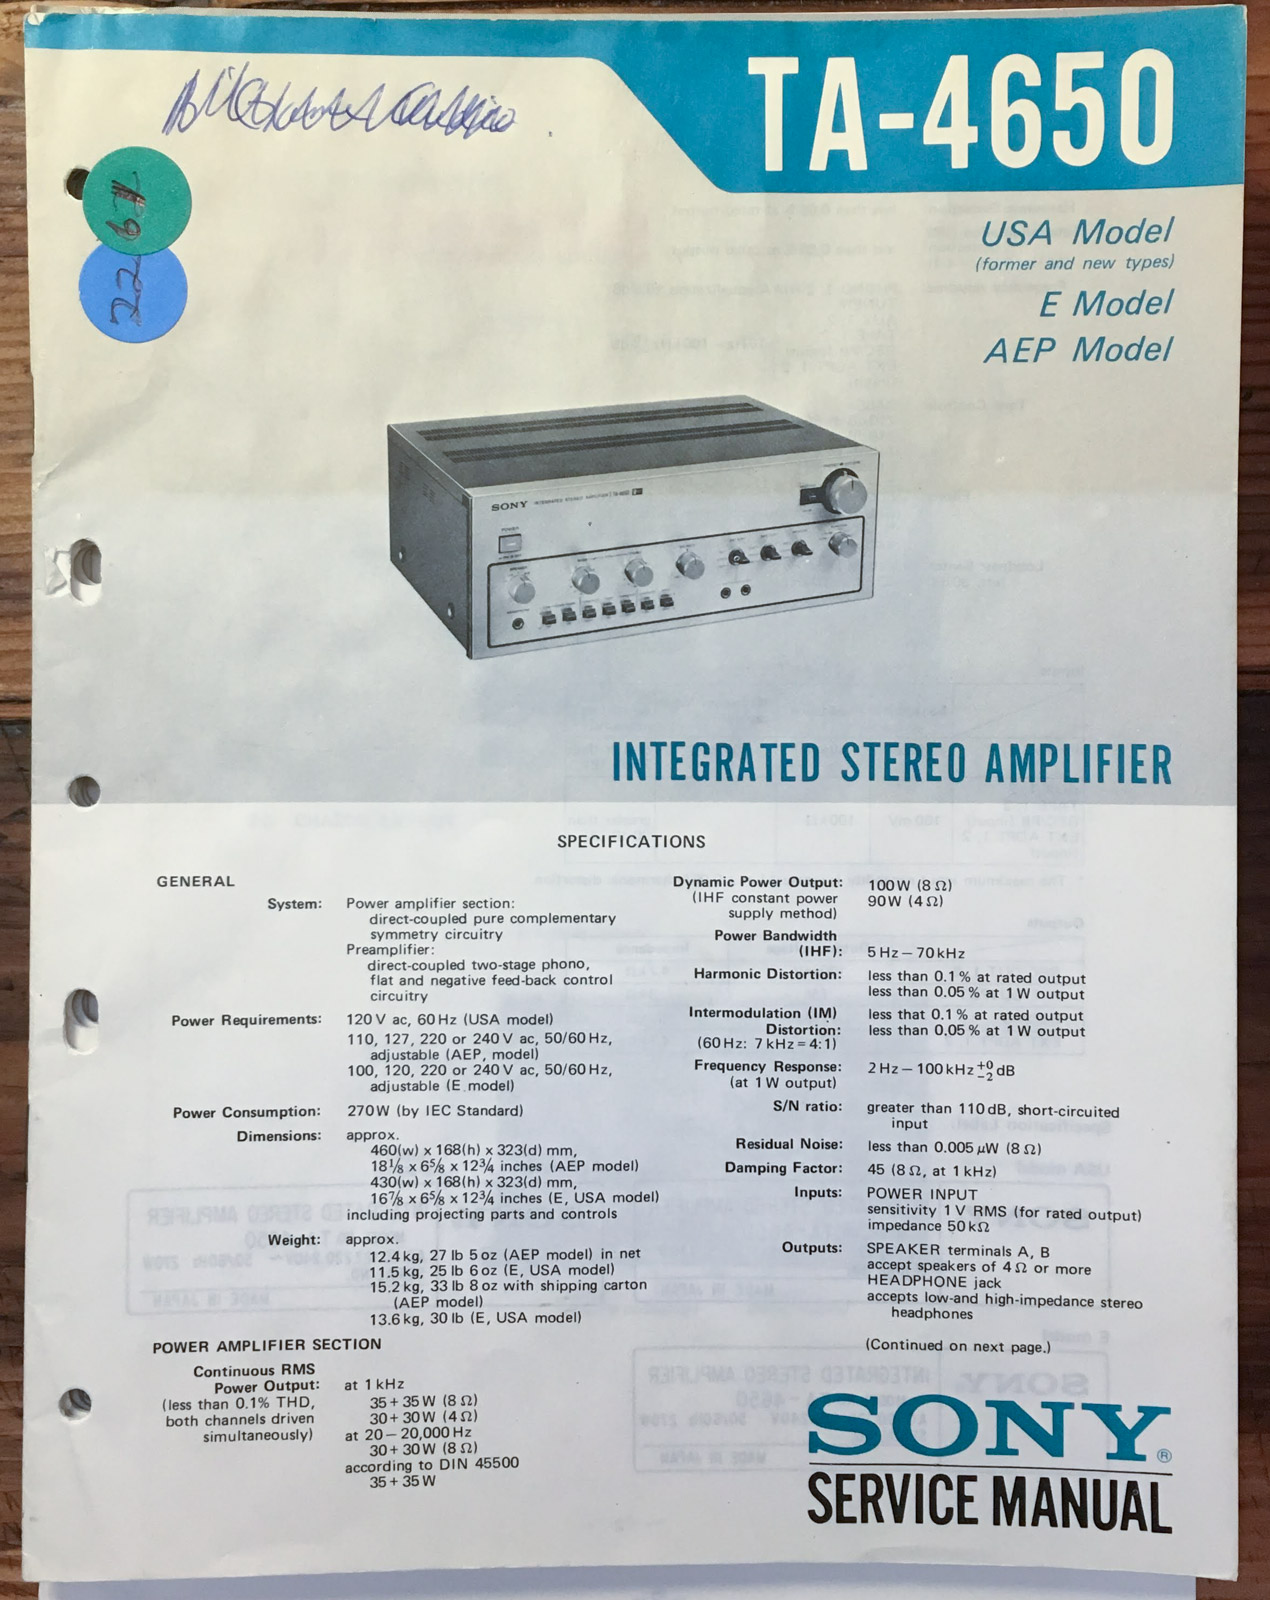 TA-4650
USA Model
(former and new types)
E Model
AEP Model
22
67
SONY INTEGRATED STEREO AMPLIFIER TA-4650
POWER
INTEGRATED STEREO AMPLIFIER
SPECIFICATIONS
GENERAL
System: Power amplifier section:
direct-coupled pure complementary
symmetry circuitry
Preamplifier:
direct-coupled two-stage phono,
flat and negative feed-back control
circuitry
Power Requirements: 120 V ac, 60 Hz (USA model)
110, 127, 220 or 240 V ac, 50/60 Hz,
adjustable (AEP, model)
100, 120, 220 or 240 V ac, 50/60 Hz,
adjustable (E model)
Power Consumption: 270 W (by IEC Standard)
Dimensions: approx.
460(w) x 168(h) x 323(d) mm,
18⅛ x 6⅝ x 12¾ inches (AEP model)
430(w) x 168(h) x 323(d) mm,
16⅞ x 6⅝ x 12¾ inches (E, USA model)
including projecting parts and controls
Weight: approx.
12.4 kg, 27 lb 5 oz (AEP model) in net
11.5 kg, 25 lb 6 oz (E, USA model)
15.2 kg, 33 lb 8 oz with shipping carton
(AEP model)
13.6 kg, 30 lb (E, USA model)
POWER AMPLIFIER SECTION
Continuous RMS
Power Output: at 1 kHz
(less than 0.1% THD, 35 + 35 W (8 Ω)
both channels driven 30 + 30 W (4 Ω)
simultaneously) at 20 – 20,000 Hz
30 + 30 W (8 Ω)
according to DIN 45500
35 + 35 W
Dynamic Power Output: 100 W (8 Ω)
(IHF constant power 90 W (4 Ω)
supply method)
Power Bandwidth
(IHF): 5 Hz – 70 kHz
Harmonic Distortion: less than 0.1 % at rated output
less than 0.05 % at 1 W output
Intermodulation (IM) less that 0.1 % at rated output
Distortion: less than 0.05 % at 1 W output
(60 Hz: 7 kHz = 4:1)
Frequency Response: 2 Hz – 100 kHz +0 −2 dB
(at 1 W output)
S/N ratio: greater than 110 dB, short-circuited
input
Residual Noise: less than 0.005 μW (8 Ω)
Damping Factor: 45 (8 Ω, at 1 kHz)
Inputs: POWER INPUT
sensitivity 1 V RMS (for rated output)
impedance 50 kΩ
Outputs: SPEAKER terminals A, B
accept speakers of 4 Ω or more
HEADPHONE jack
accepts low-and high-impedance stereo
headphones
(Continued on next page.)
SONY®
SERVICE MANUAL